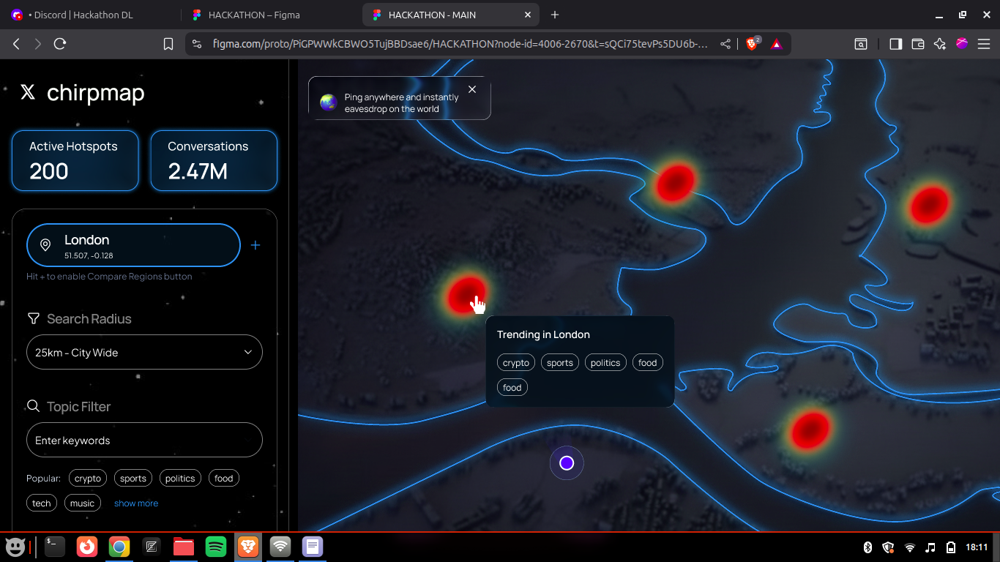 • Discord | Hackathon DL
HACKATHON – Figma
HACKATHON - MAIN
figma.com/proto/PiGPWWkCBWO5TujBBDsae6/HACKATHON?node-id=4006-2670&t=sQCi75tevPs5DU6b-...
2
chirpmap
Ping anywhere and instantly
eavesdrop on the world
Active Hotspots
200
Conversations
2.47M
London
51.507, -0.128
Hit + to enable Compare Regions button
Search Radius
25km - City Wide
Topic Filter
Enter keywords
Popular: crypto sports politics food
tech music show more
Trending in London
crypto sports politics food
food
18:11